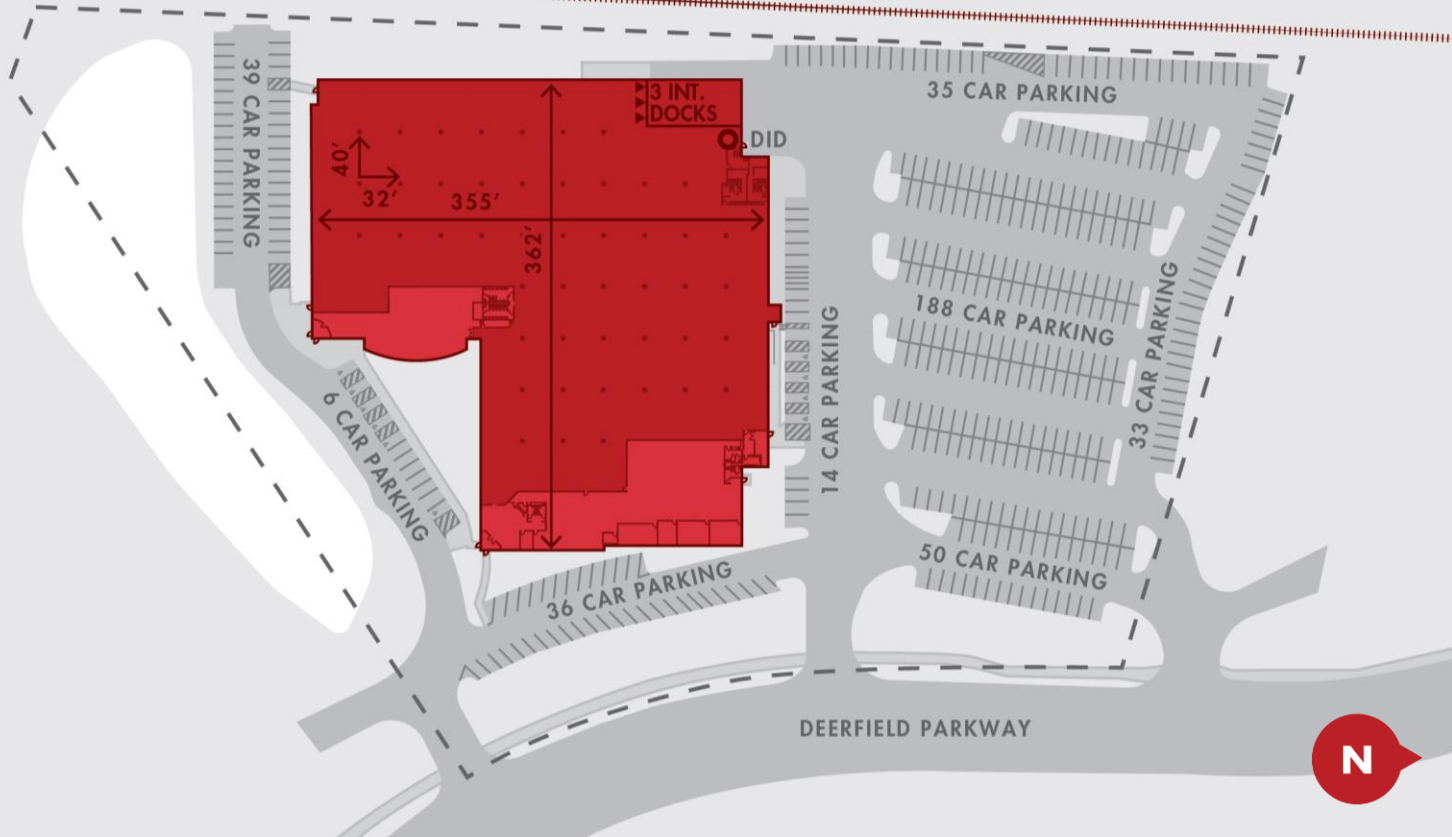 39 CAR PARKING
3 INT.
DOCKS
35 CAR PARKING
DID
40′
32′
355′
362′
188 CAR PARKING
33 CAR PARKING
14 CAR PARKING
6 CAR PARKING
50 CAR PARKING
36 CAR PARKING
DEERFIELD PARKWAY
N